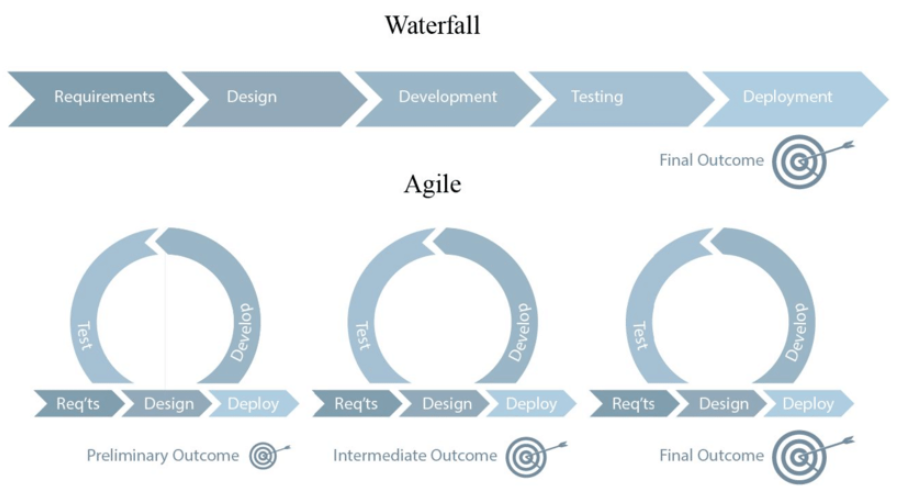 Waterfall
Requirements Design Development Testing Deployment
Final Outcome
Agile
Test Develop Test Develop Test Develop
Req'ts Design Deploy Req'ts Design Deploy Req'ts Design Deploy
Preliminary Outcome Intermediate Outcome Final Outcome